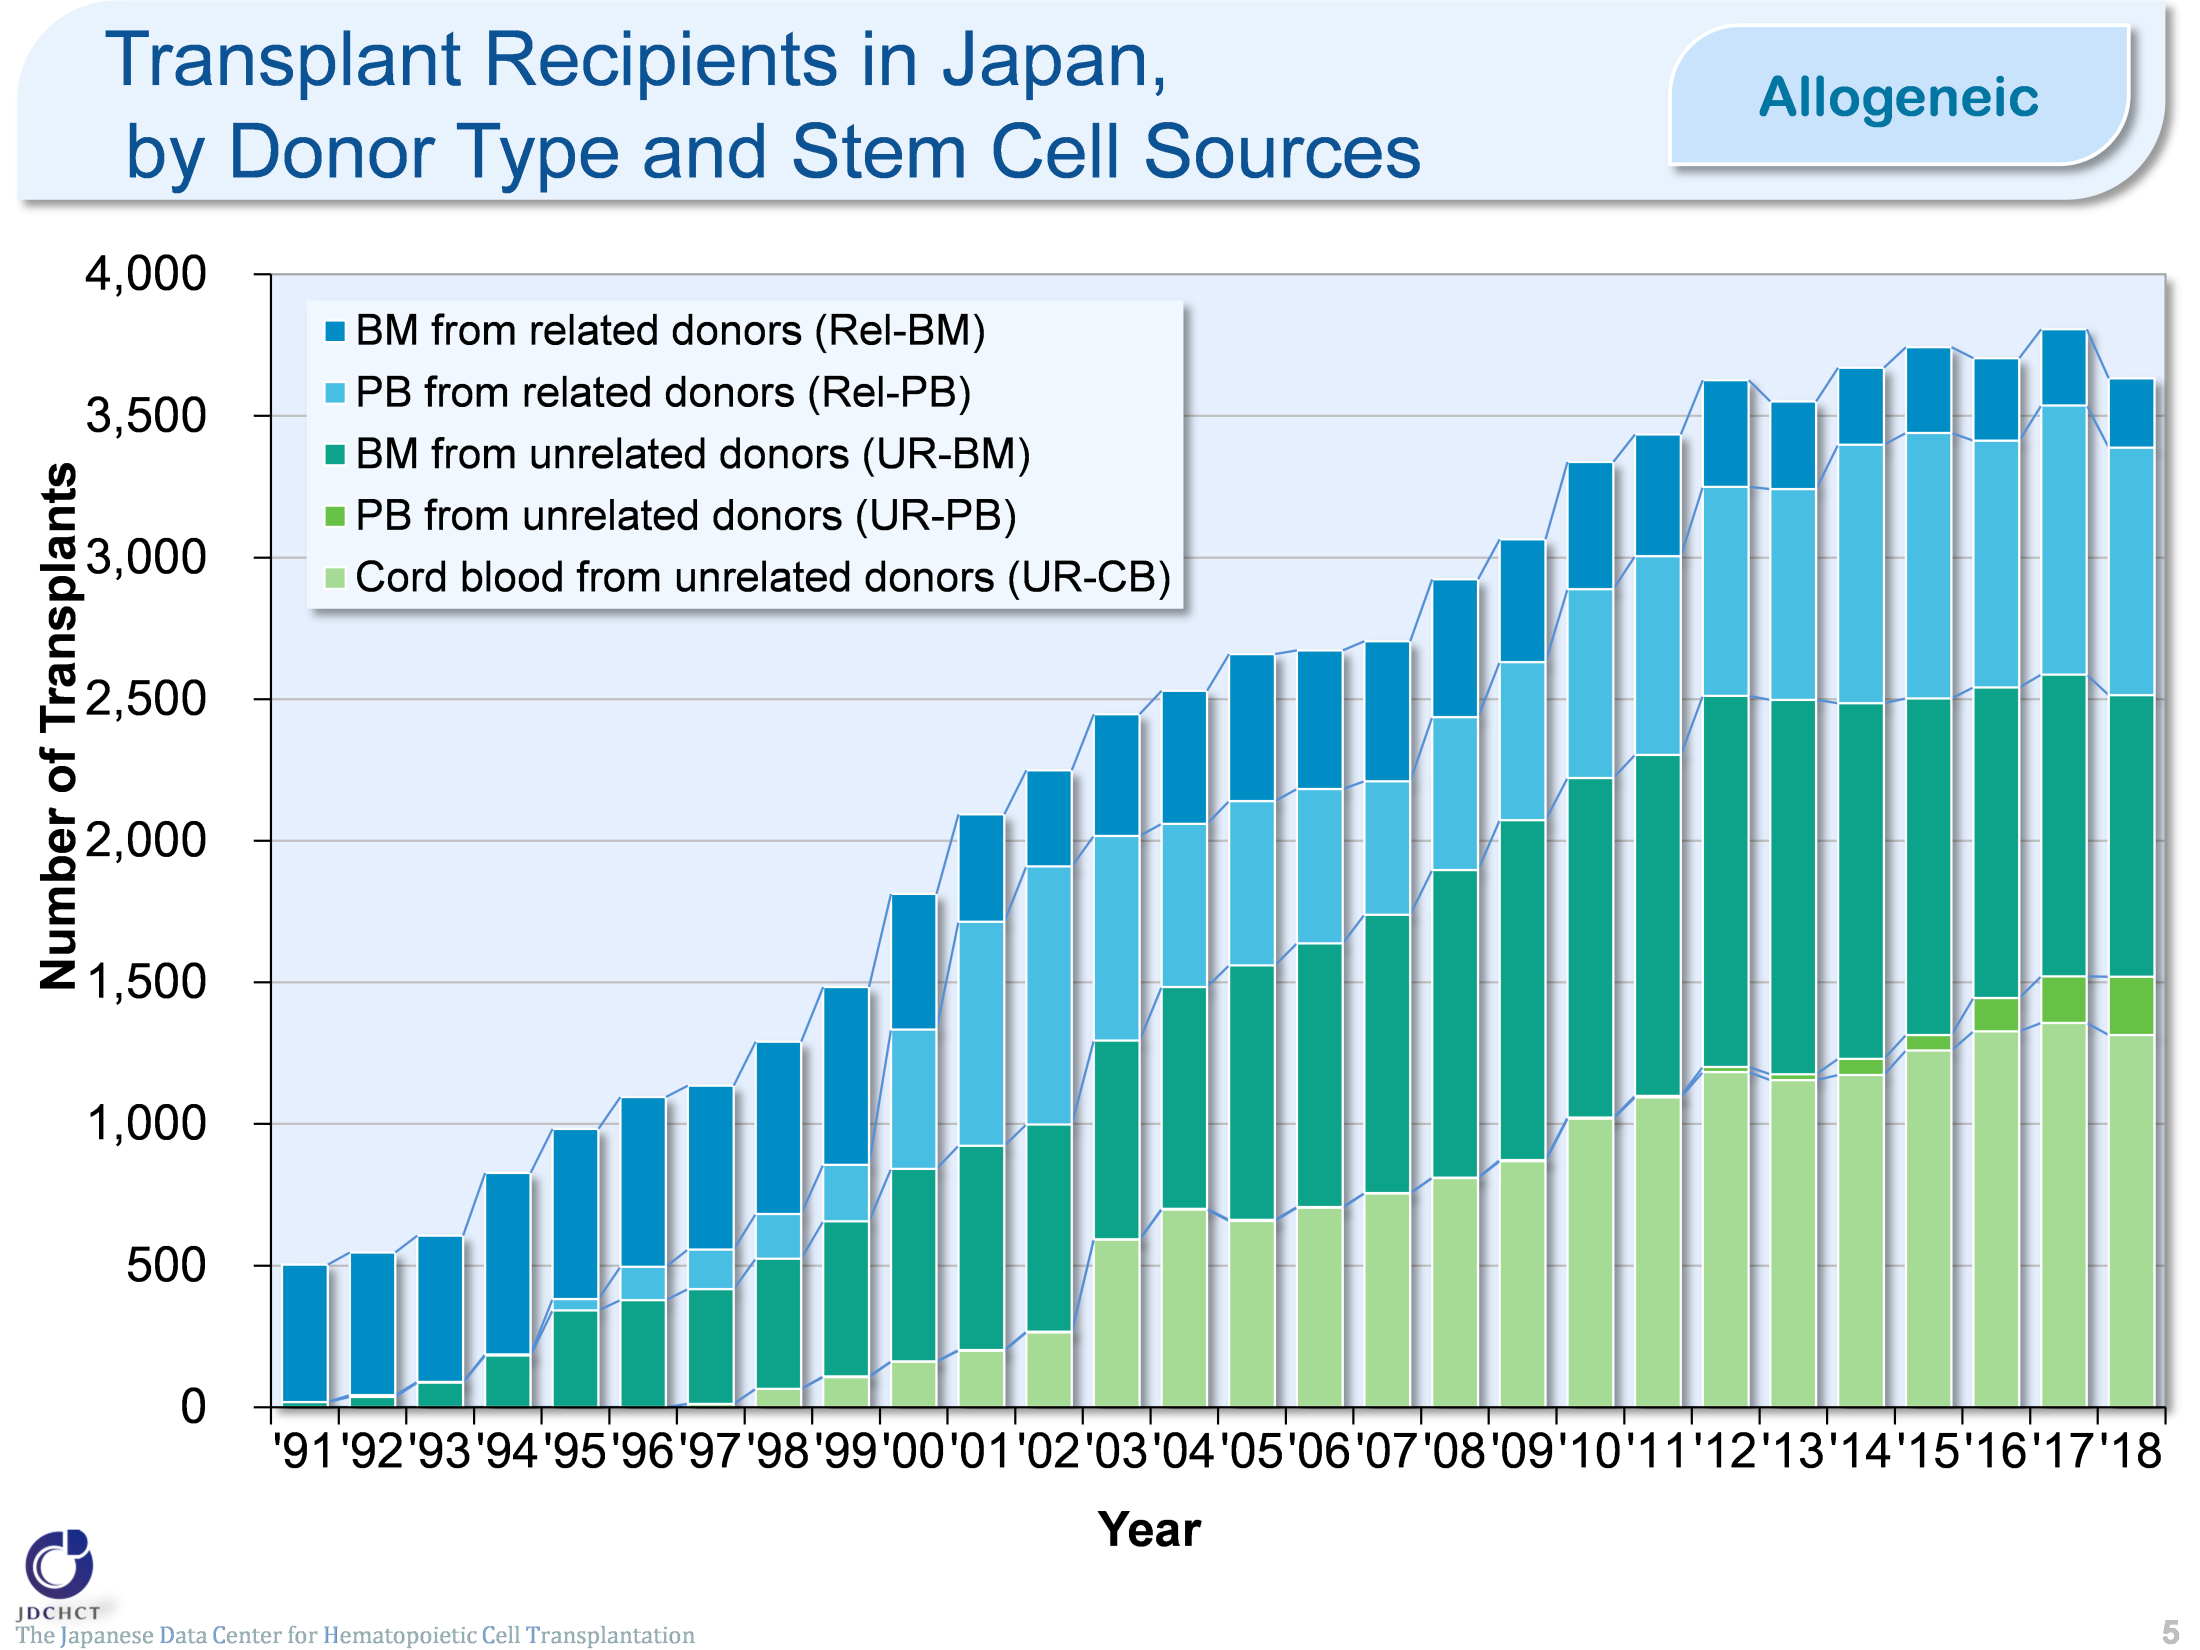 Transplant Recipients in Japan,
by Donor Type and Stem Cell Sources
Allogeneic
4,000
3,500
3,000
2,500
2,000
1,500
1,000
500
0
Number of Transplants
BM from related donors (Rel-BM)
PB from related donors (Rel-PB)
BM from unrelated donors (UR-BM)
PB from unrelated donors (UR-PB)
Cord blood from unrelated donors (UR-CB)
'91 '92 '93 '94 '95 '96 '97 '98 '99 '00 '01 '02 '03 '04 '05 '06 '07 '08 '09 '10 '11 '12 '13 '14 '15 '16 '17 '18
Year
JDCHCT
The Japanese Data Center for Hematopoietic Cell Transplantation
5